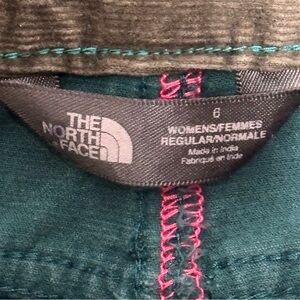 THE
NORTH
FACE
6
WOMENS/FEMMES
REGULAR/NORMALE
Made in India
Fabriqué en Inde